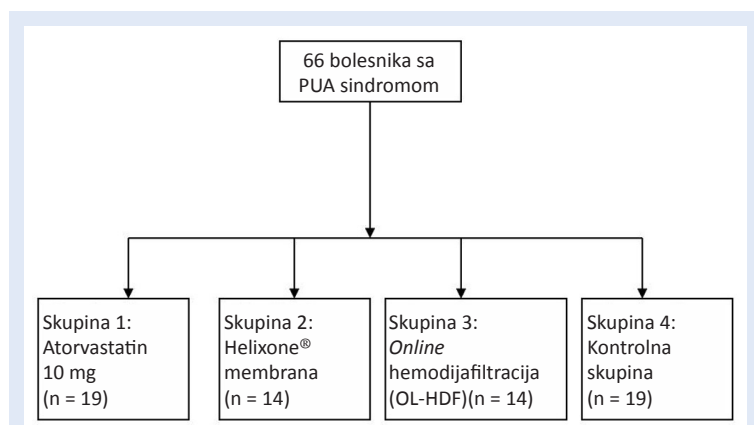 66 bolesnika sa
PUA sindromom
Skupina 1:
Atorvastatin
10 mg
(n = 19)
Skupina 2:
Helixone®
membrana
(n = 14)
Skupina 3:
Online
hemodijafiltracija
(OL-HDF)(n = 14)
Skupina 4:
Kontrolna
skupina
(n = 19)